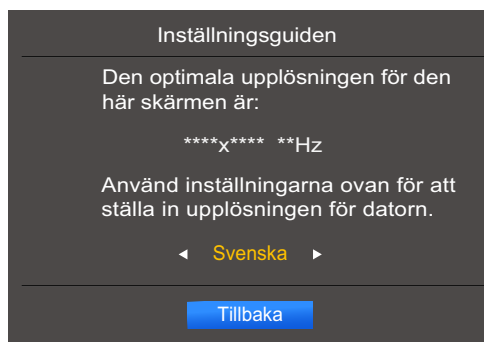 Inställningsguiden
Den optimala upplösningen för den
här skärmen är:
****x**** **Hz
Använd inställningarna ovan för att
ställa in upplösningen för datorn.
Svenska
Tillbaka